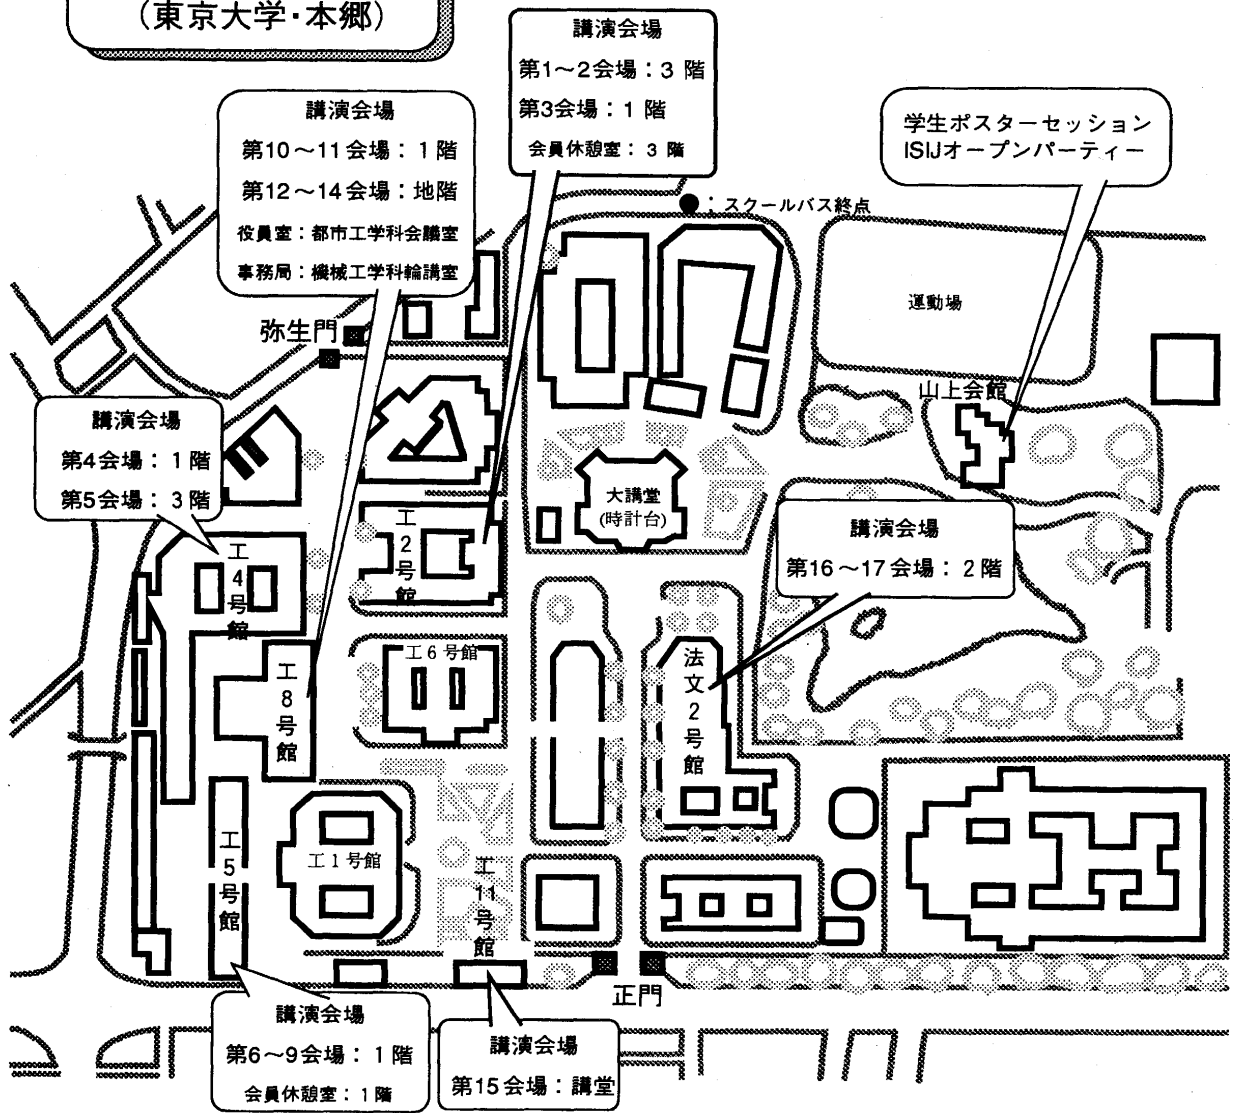 (東京大学・本郷)
講演会場
第1〜2会場：3 階
第3会場：1 階
会員休憩室：3 階
講演会場
第10〜11会場：1階
第12〜14会場：地階
役員室：都市工学科会議室
事務局：機械工学科輪講室
学生ポスターセッション
ISIJオープンパーティー
●：スクールバス終点
運動場
弥生門
山上会館
講演会場
第4会場：1階
第5会場：3階
大講堂
(時計台)
講演会場
第16〜17会場：2階
工2号館
工4号館
工6号館
工8号館
法文2号館
工5号館
工1号館
工11号館
正門
講演会場
第6〜9会場：1階
会員休憩室：1階
講演会場
第15会場：講堂